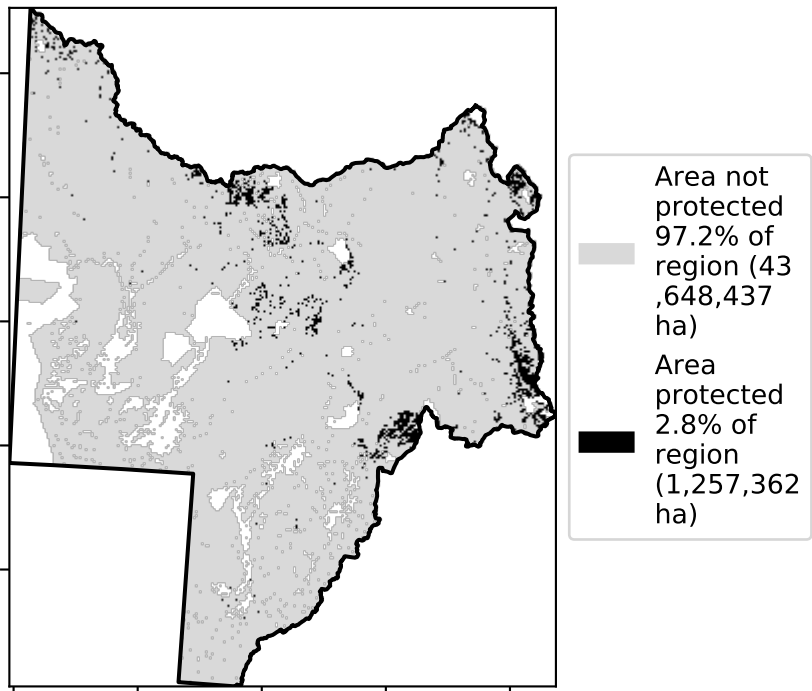 Area not
protected
97.2% of
region (43
,648,437
ha)
Area
protected
2.8% of
region
(1,257,362
ha)